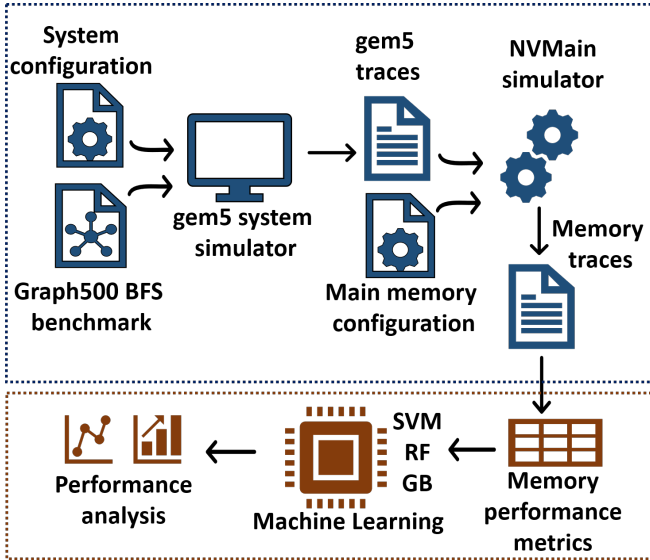 System
configuration
gem5
traces
NVMain
simulator
gem5 system
simulator
Graph500 BFS
benchmark
Main memory
configuration
Memory
traces
Performance
analysis
SVM
RF
GB
Machine Learning
Memory
performance
metrics